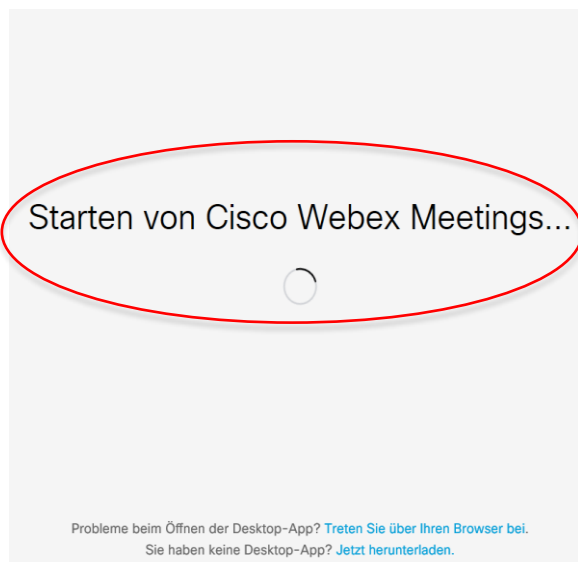 Starten von Cisco Webex Meetings...
Probleme beim Öffnen der Desktop-App? Treten Sie über Ihren Browser bei.
Sie haben keine Desktop-App? Jetzt herunterladen.